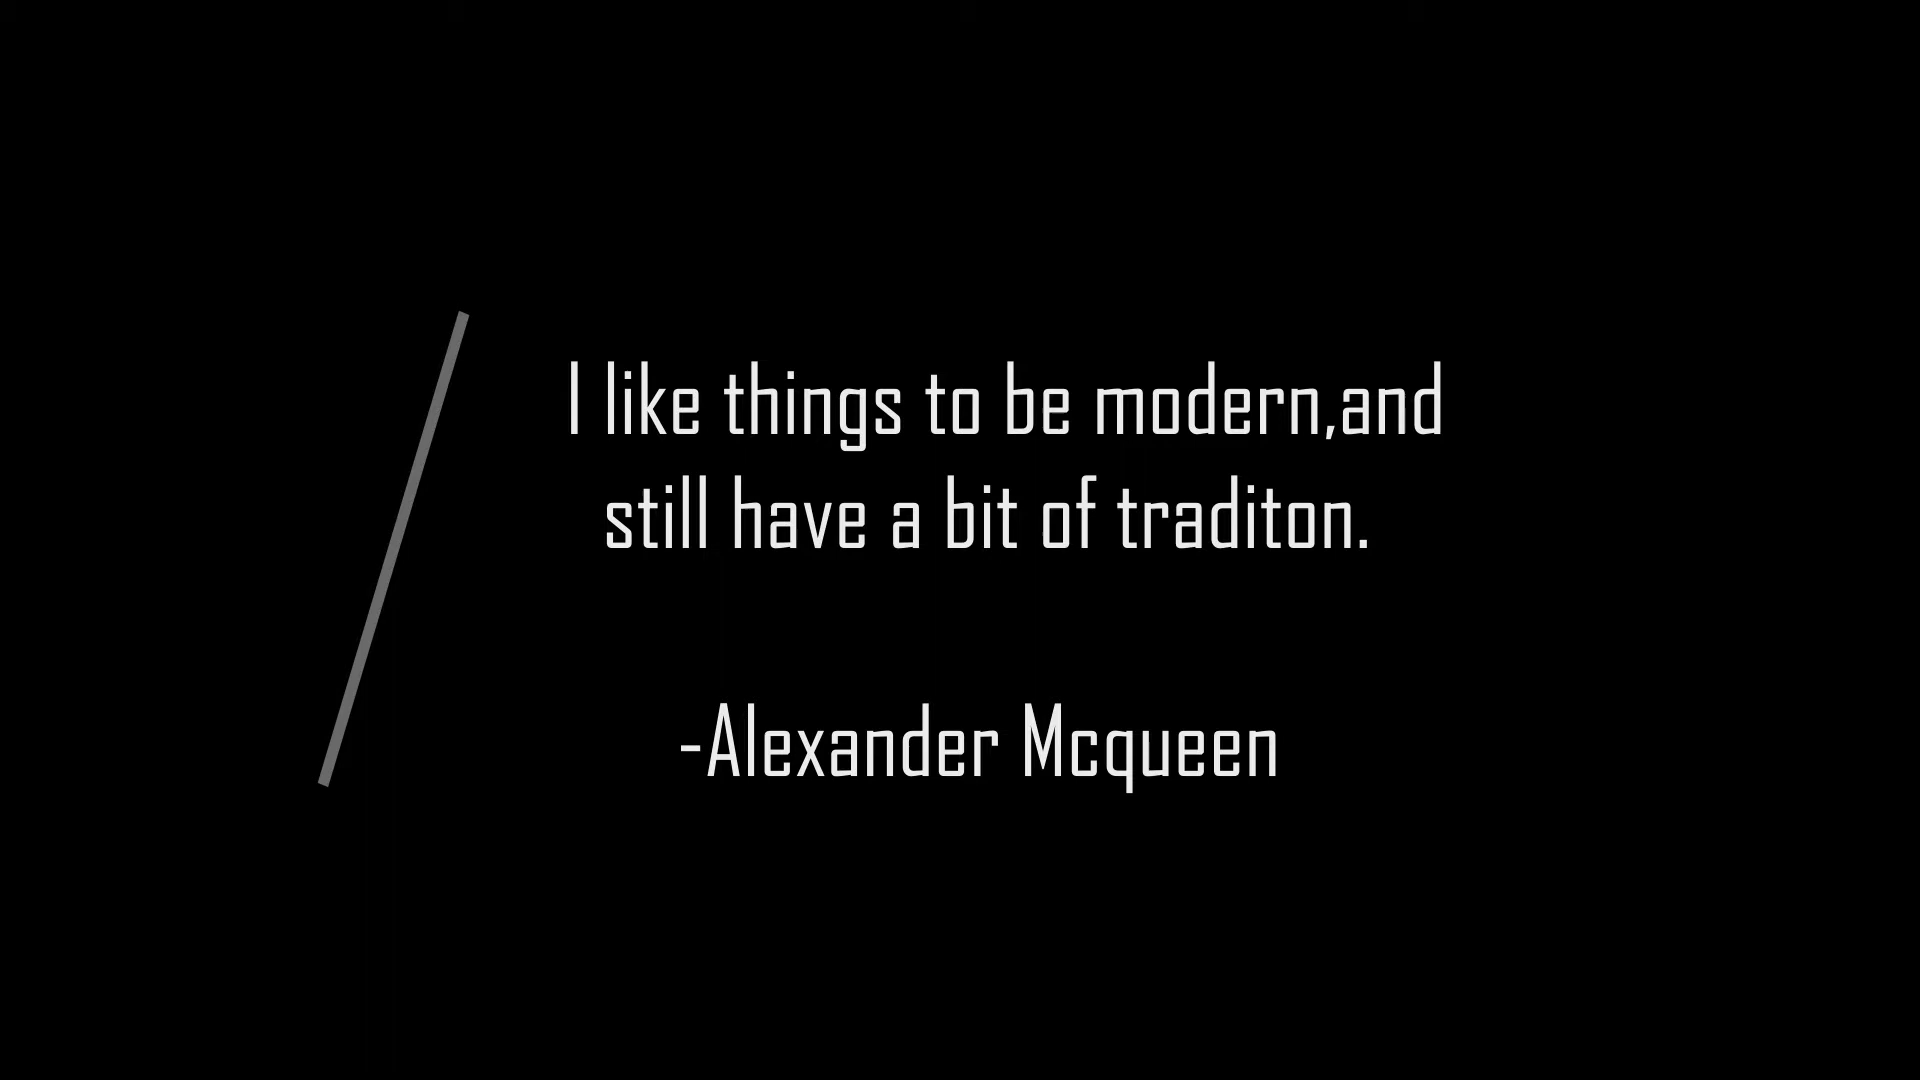 I like things to be modern,and
still have a bit of traditon.
-Alexander Mcqueen